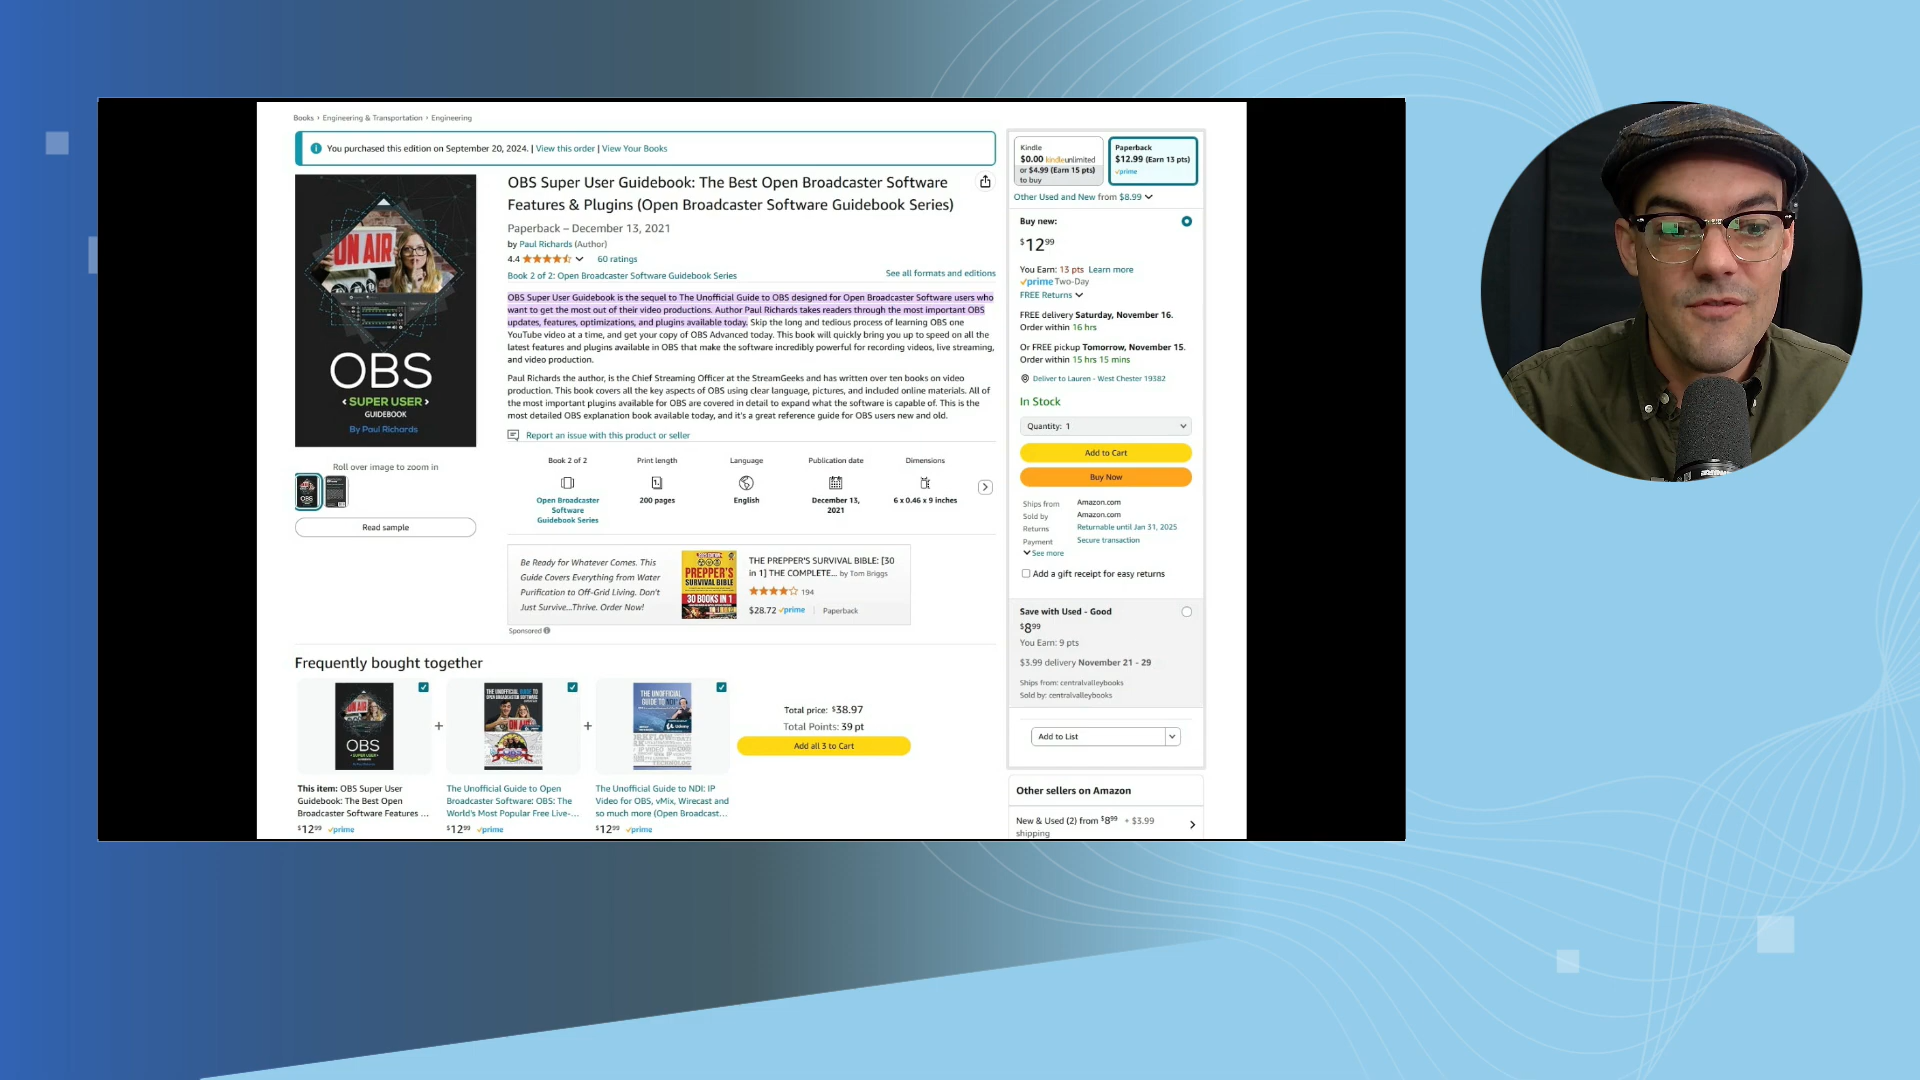 Books › Engineering & Transportation › Engineering
You purchased this edition on September 20, 2024. | View this order | View Your Books
ON AIR
OBS
‹ SUPER USER ›
GUIDEBOOK
By Paul Richards
Roll over image to zoom in
Read sample
OBS Super User Guidebook: The Best Open Broadcaster Software
Features & Plugins (Open Broadcaster Software Guidebook Series)
Paperback – December 13, 2021
by Paul Richards (Author)
4.4 60 ratings
Book 2 of 2: Open Broadcaster Software Guidebook Series
See all formats and editions
OBS Super User Guidebook is the sequel to The Unofficial Guide to OBS designed for Open Broadcaster Software users who
want to get the most out of their video productions. Author Paul Richards takes readers through the most important OBS
updates, features, optimizations, and plugins available today. Skip the long and tedious process of learning OBS one
YouTube video at a time, and get your copy of OBS Advanced today. This book will quickly bring you up to speed on all the
latest features and plugins available in OBS that make the software incredibly powerful for recording videos, live streaming,
and video production.
Paul Richards the author, is the Chief Streaming Officer at the StreamGeeks and has written over ten books on video
production. This book covers all the key aspects of OBS using clear language, pictures, and included online materials. All of
the most important plugins available for OBS are covered in detail to expand what the software is capable of. This is the
most detailed OBS explanation book available today, and it's a great reference guide for OBS users new and old.
Report an issue with this product or seller
Book 2 of 2
Open Broadcaster
Software
Guidebook Series
Print length
200 pages
Language
English
Publication date
December 13,
2021
Dimensions
6 x 0.46 x 9 inches
Be Ready for Whatever Comes. This
Guide Covers Everything from Water
Purification to Off-Grid Living. Don't
Just Survive...Thrive. Order Now!
PREPPER'S
SURVIVAL BIBLE
30 BOOKS IN 1
THE PREPPER'S SURVIVAL BIBLE: [30
in 1] THE COMPLETE... by Tom Briggs
194
$28.72 prime | Paperback
Sponsored
Frequently bought together
ON AIR
OBS
THE UNOFFICIAL GUIDE TO
OPEN BROADCASTER SOFTWARE
ON AIR
THE UNOFFICIAL
GUIDE TO NDI
Udemy
+
+
This item: OBS Super User
Guidebook: The Best Open
Broadcaster Software Features ...
$12.99 prime
The Unofficial Guide to Open
Broadcaster Software: OBS: The
World's Most Popular Free Live-...
$12.99 prime
The Unofficial Guide to NDI: IP
Video for OBS, vMix, Wirecast and
so much more (Open Broadcast...
$12.99 prime
Total price: $38.97
Total Points: 39 pt
Add all 3 to Cart
Kindle
$0.00 kindleunlimited
or $4.99 (Earn 15 pts)
to buy
Paperback
$12.99 (Earn 13 pts)
prime
Other Used and New from $8.99
Buy new:
$12.99
You Earn: 13 pts Learn more
prime Two-Day
FREE Returns
FREE delivery Saturday, November 16.
Order within 16 hrs
Or FREE pickup Tomorrow, November 15.
Order within 15 hrs 15 mins
Deliver to Lauren - West Chester 19382
In Stock
Quantity: 1
Add to Cart
Buy Now
Ships from Amazon.com
Sold by Amazon.com
Returns Returnable until Jan 31, 2025
Payment Secure transaction
See more
Add a gift receipt for easy returns
Save with Used - Good
$8.99
You Earn: 9 pts
$3.99 delivery November 21 - 29
Ships from: centralvalleybooks
Sold by: centralvalleybooks
Add to List
Other sellers on Amazon
New & Used (2) from $8.99 + $3.99
shipping